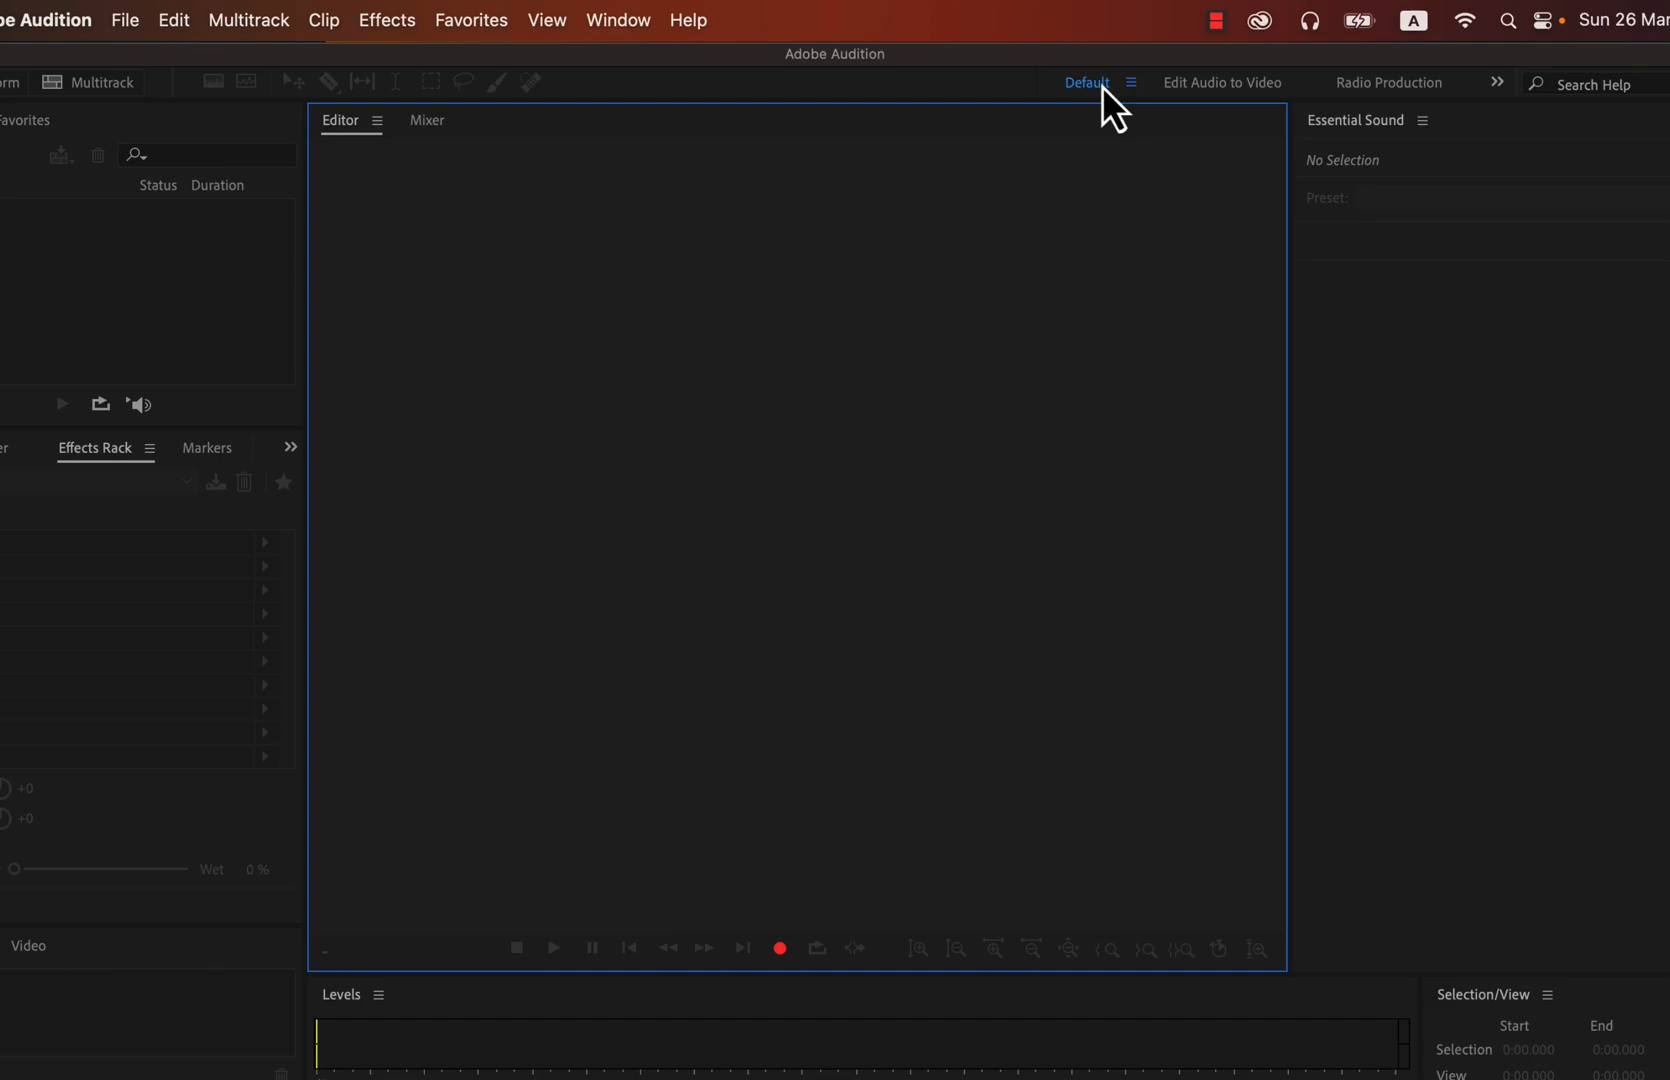 be Audition File Edit Multitrack Clip Effects Favorites View Window Help A Sun 26 Mar
Adobe Audition
orm Multitrack Default Edit Audio to Video Radio Production Search Help
avorites Editor Mixer Essential Sound
No Selection
Status Duration
Preset:
er Effects Rack Markers
+0
+0
Wet 0 %
Video
Levels Selection/View
Start End
Selection 0:00.000 0:00.000
View 0:00.000 0:00.000